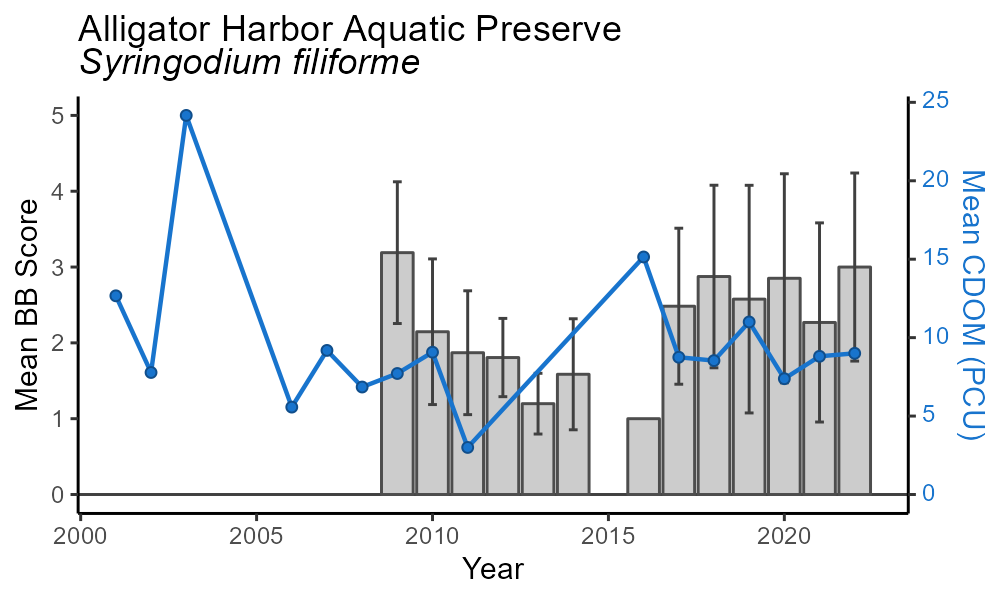 Alligator Harbor Aquatic Preserve
Syringodium filiforme
Mean BB Score
5
4
3
2
1
0
25
20
15
10
5
0
Mean CDOM (PCU)
2000 2005 2010 2015 2020
Year